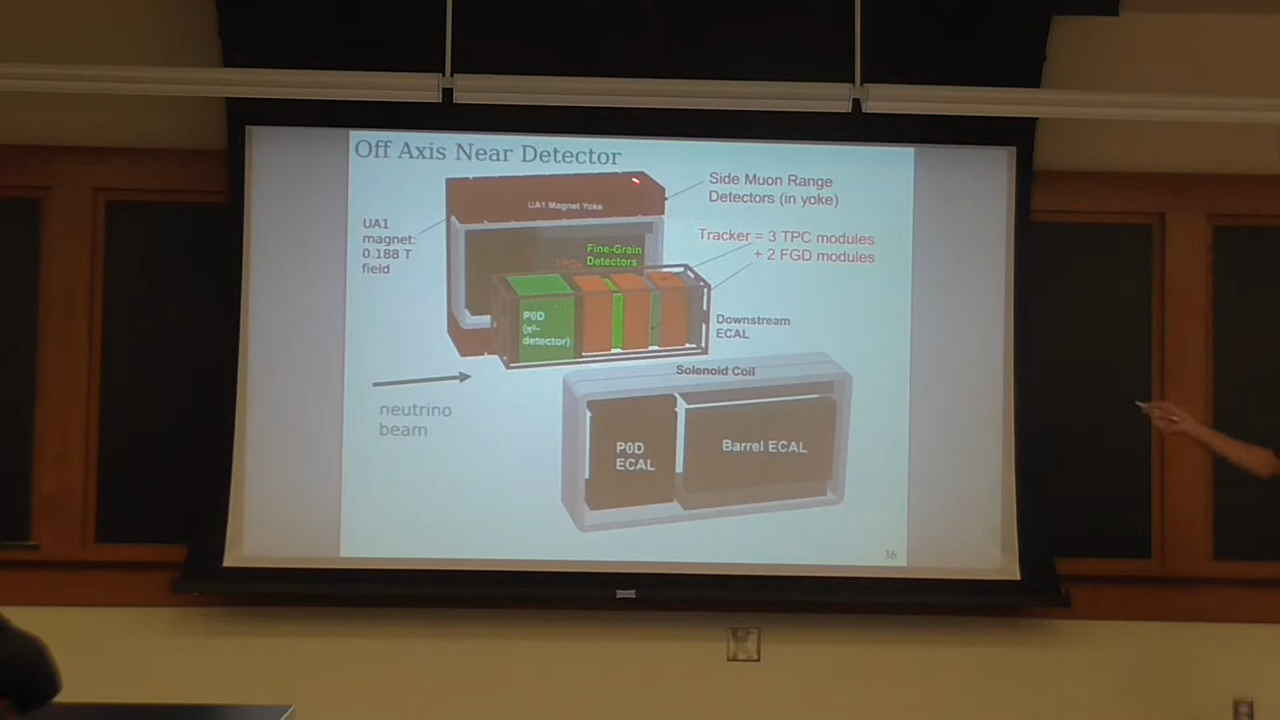 Off Axis Near Detector
UA1 Magnet Yoke
Side Muon Range
Detectors (in yoke)
UA1
magnet:
0.188 T
field
Tracker = 3 TPC modules
+ 2 FGD modules
Fine-Grain
Detectors
TPCs
P0D
(π⁰-
detector)
Downstream
ECAL
Solenoid Coil
neutrino
beam
P0D
ECAL
Barrel ECAL
36